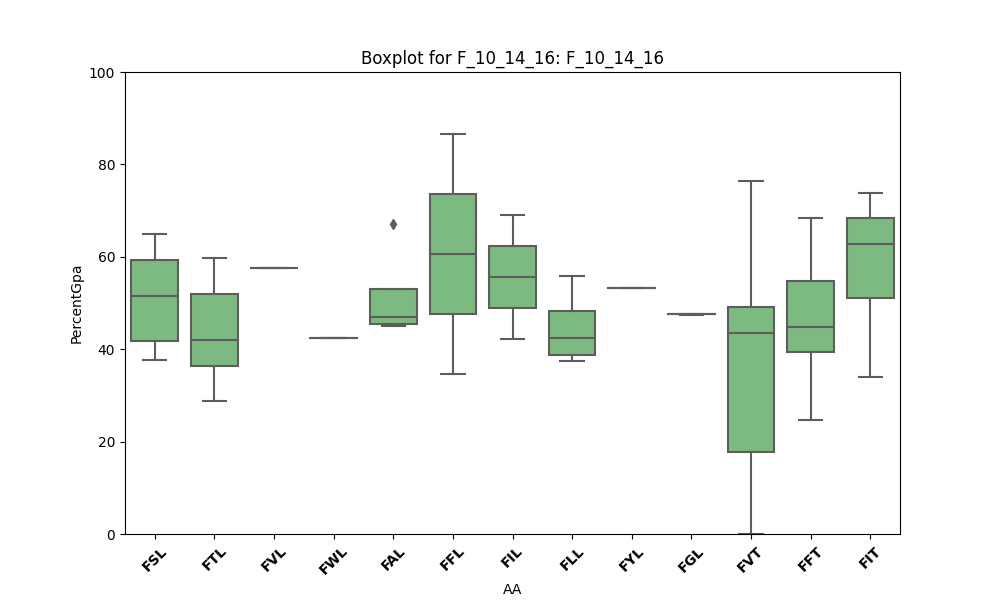 Boxplot for F_10_14_16: F_10_14_16
PercentGpa
100
80
60
40
20
0
FSL FTL FVL FWL FAL FFL FIL FLL FYL FGL FVT FFT FIT
AA